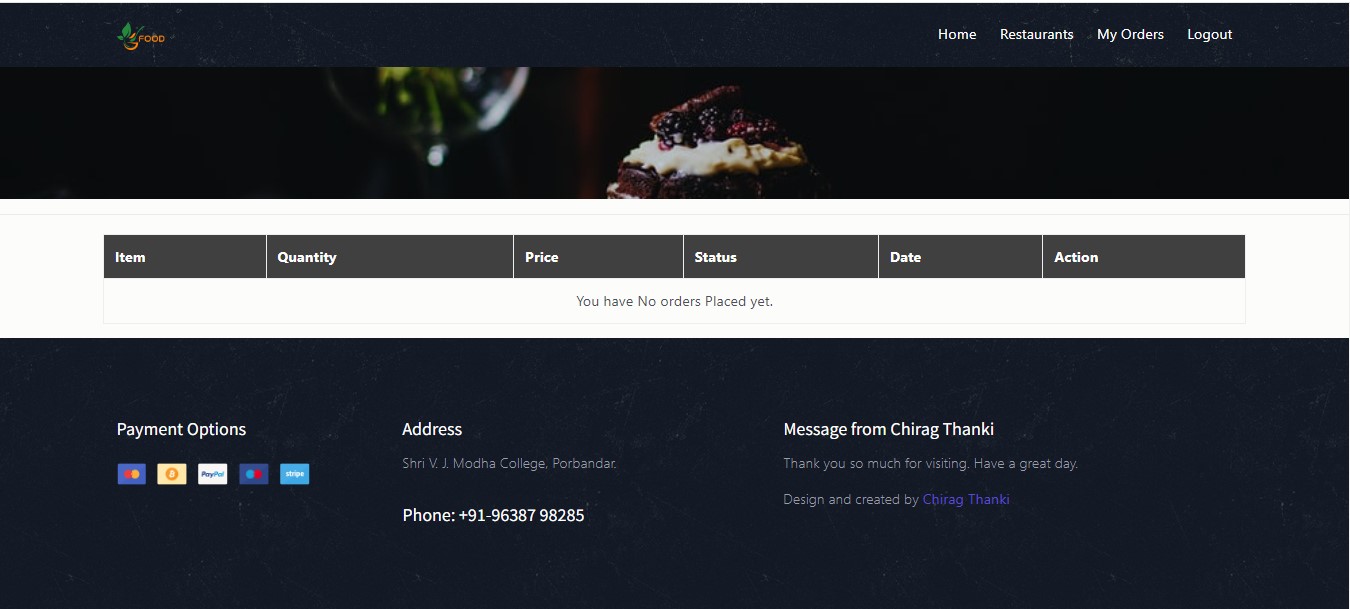 FOOD
Home Restaurants My Orders Logout
Item Quantity Price Status Date Action
You have No orders Placed yet.
Payment Options
PayPal stripe
Address
Shri V. J. Modha College, Porbandar.
Phone: +91-96387 98285
Message from Chirag Thanki
Thank you so much for visiting. Have a great day.
Design and created by Chirag Thanki